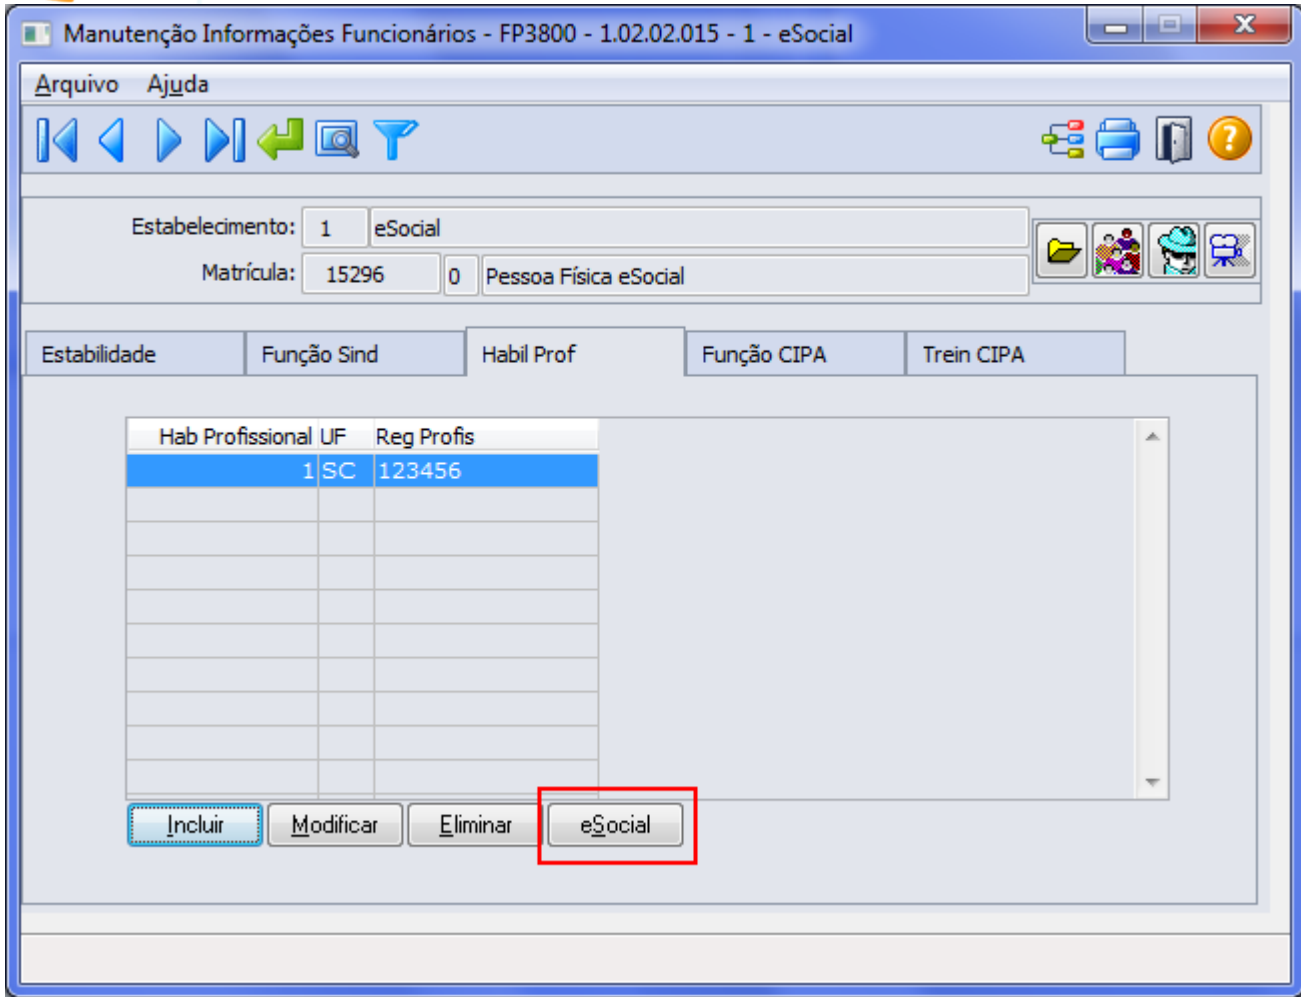 Manutenção Informações Funcionários - FP3800 - 1.02.02.015 - 1 - eSocial
X
Arquivo Ajuda
?
Estabelecimento: 1 eSocial
Matrícula: 15296 0 Pessoa Física eSocial
Estabilidade Função Sind Habil Prof Função CIPA Trein CIPA
Hab Profissional UF Reg Profis
1 SC 123456
Incluir Modificar Eliminar eSocial